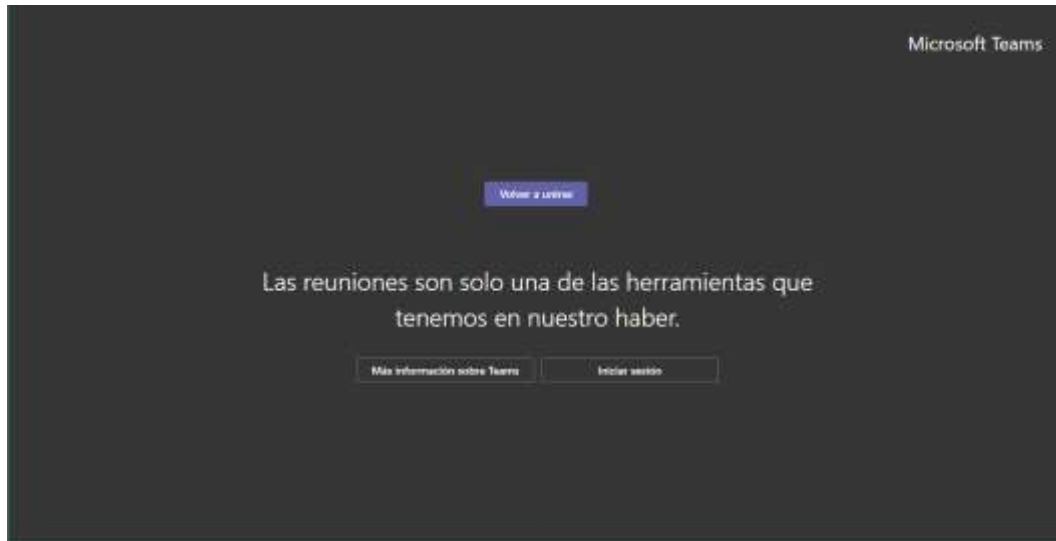 Microsoft Teams
Volver a unirse
Las reuniones son solo una de las herramientas que
tenemos en nuestro haber.
Más información sobre Teams
Iniciar sesión